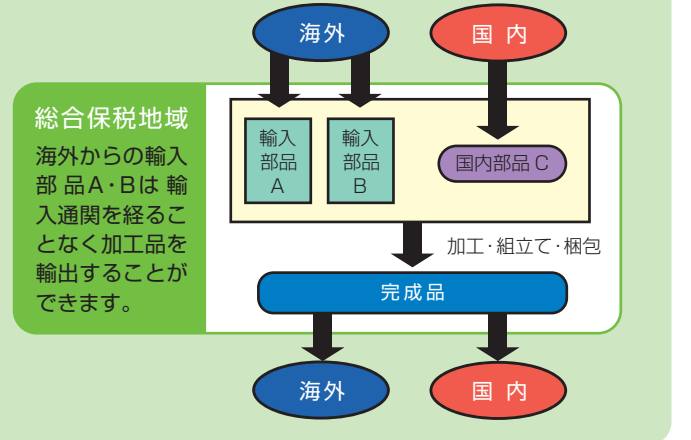 海外
国内
総合保税地域
海外からの輸入
部品A・Bは輸
入通関を経るこ
となく加工品を
輸出することが
できます。
輸入
部品
A
輸入
部品
B
国内部品 C
加工・組立て・梱包
完成品
海外
国内